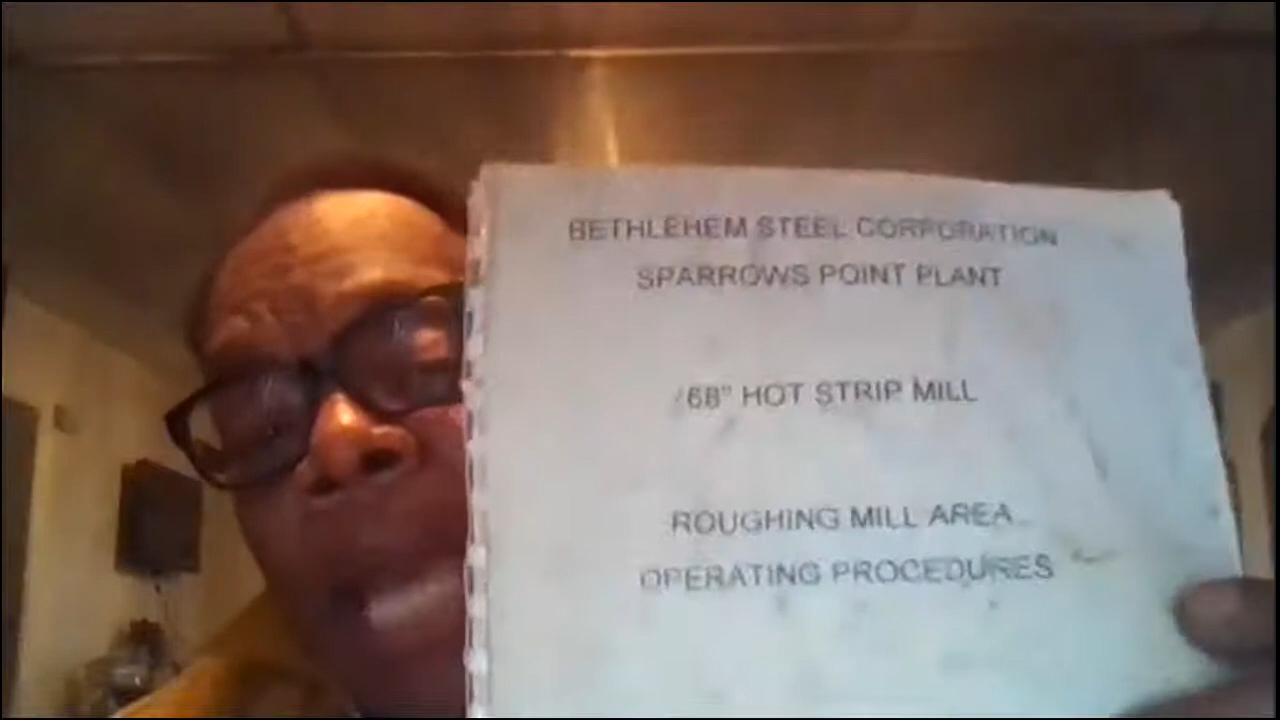 BETHLEHEM STEEL CORPORATION
SPARROWS POINT PLANT
68" HOT STRIP MILL
ROUGHING MILL AREA
OPERATING PROCEDURES